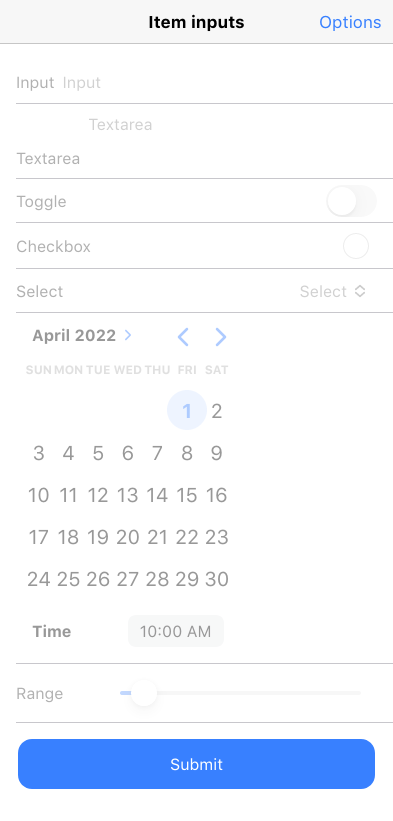 Item inputs Options
Input Input
Textarea
Textarea
Toggle
Checkbox
Select Select
April 2022
SUN MON TUE WED THU FRI SAT
1 2
3 4 5 6 7 8 9
10 11 12 13 14 15 16
17 18 19 20 21 22 23
24 25 26 27 28 29 30
Time 10:00 AM
Range
Submit